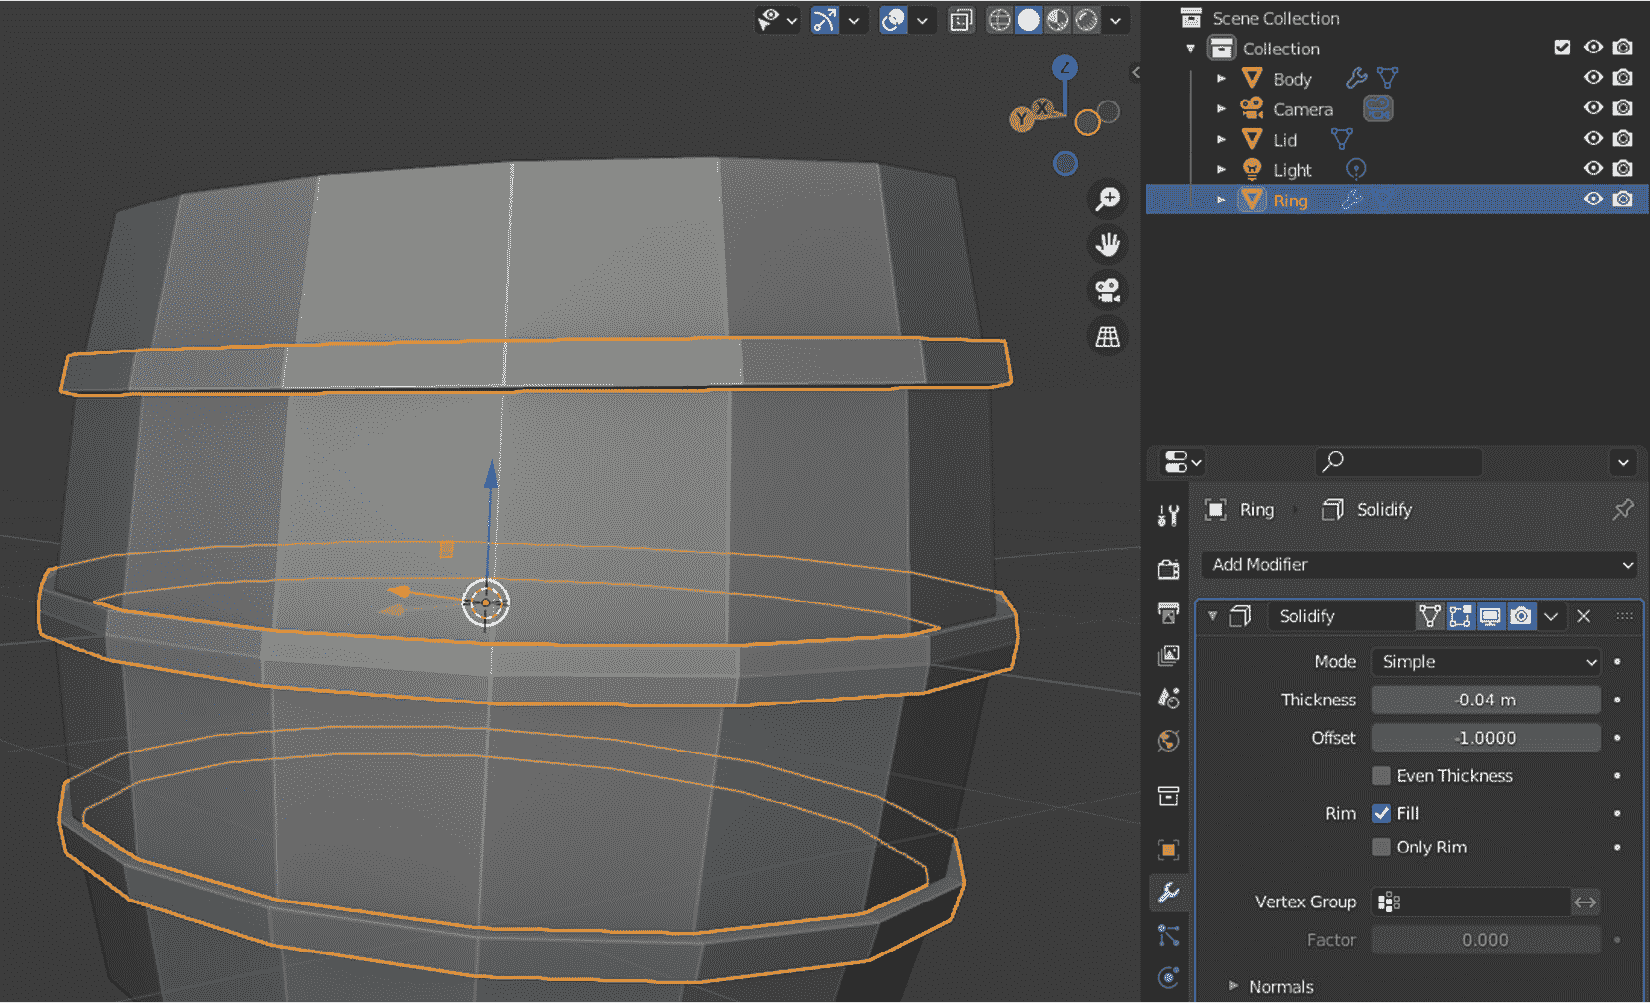 Scene Collection
Collection
Body
Camera
Lid
Light
Ring
Z
X
Y
Ring
Solidify
Add Modifier
Solidify
Mode Simple
Thickness -0.04 m
Offset -1.0000
Even Thickness
Rim Fill
Only Rim
Vertex Group
Factor 0.000
Normals